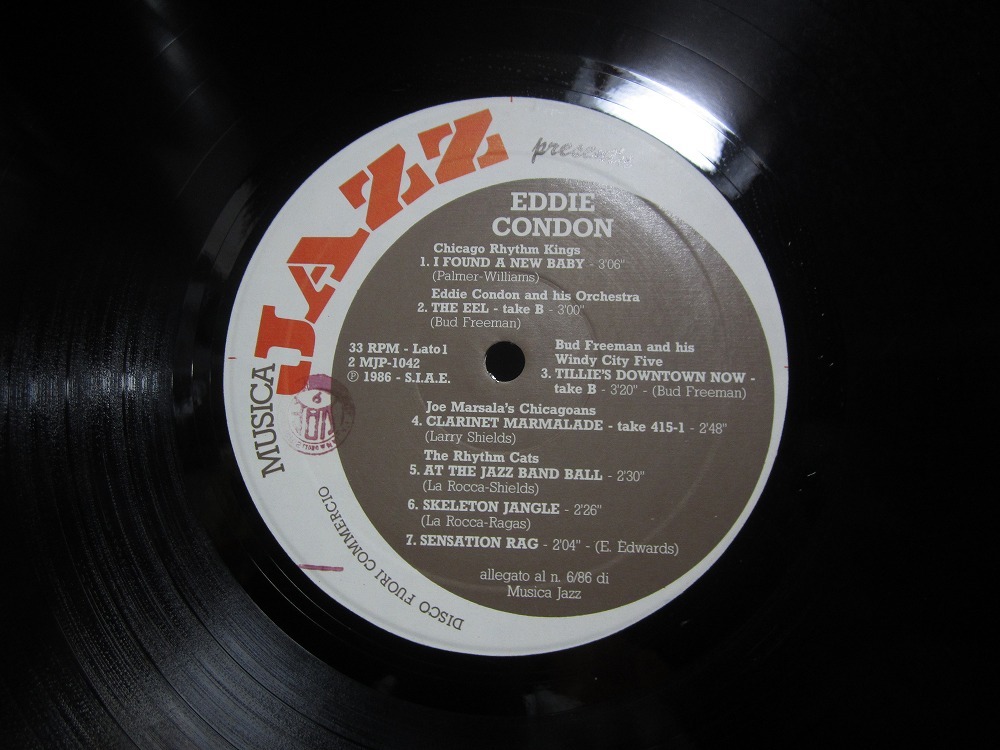 MUSICA JAZZ
presenta
EDDIE
CONDON
Chicago Rhythm Kings
1. I FOUND A NEW BABY - 3'06"
(Palmer-Williams)
Eddie Condon and his Orchestra
2. THE EEL - take B - 3'00"
(Bud Freeman)
33 RPM - Lato 1
2 MJP-1042
℗ 1986 - S.I.A.E.
Bud Freeman and his
Windy City Five
3. TILLIE'S DOWNTOWN NOW -
take B - 3'20" - (Bud Freeman)
Joe Marsala's Chicagoans
4. CLARINET MARMALADE - take 415-1 - 2'48"
(Larry Shields)
The Rhythm Cats
5. AT THE JAZZ BAND BALL - 2'30"
(La Rocca-Shields)
6. SKELETON JANGLE - 2'26"
(La Rocca-Ragas)
7. SENSATION RAG - 2'04" - (E. Edwards)
allegato al n. 6/86 di
Musica Jazz
DISCO FUORI COMMERCIO